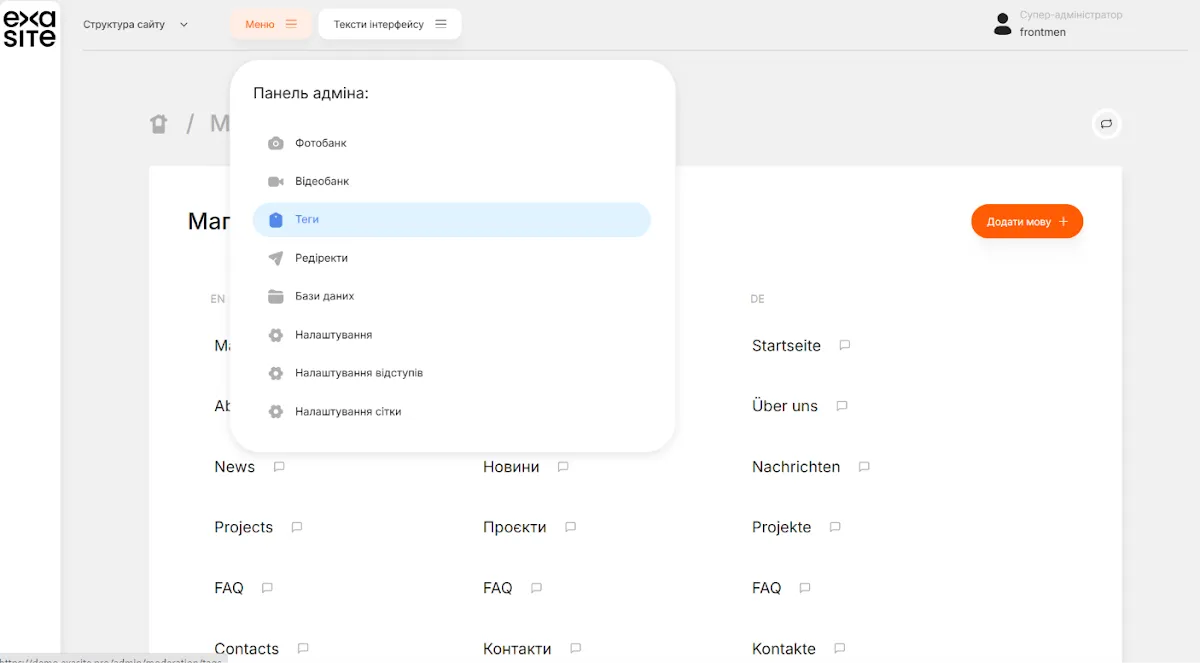 exa
SITE
Структура сайту
Меню
Тексти інтерфейсу
Супер-адміністратор
frontmen
Панель адміна:
/ М
Фотобанк
Відеобанк
Теги
Редіректи
Бази даних
Налаштування
Налаштування відступів
Налаштування сітки
Додати мову +
EN
DE
Startseite
Über uns
News
Новини
Nachrichten
Projects
Проєкти
Projekte
FAQ
FAQ
FAQ
Contacts
Контакти
Kontakte